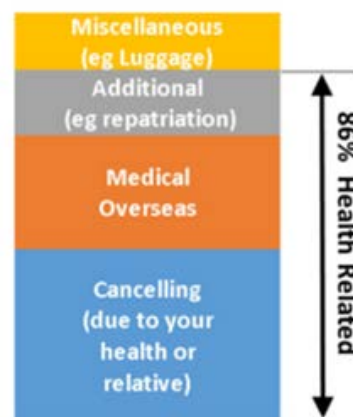 Miscellaneous
(eg Luggage)
Additional
(eg repatriation)
Medical
Overseas
Cancelling
(due to your
health or
relative)
86% Health Related